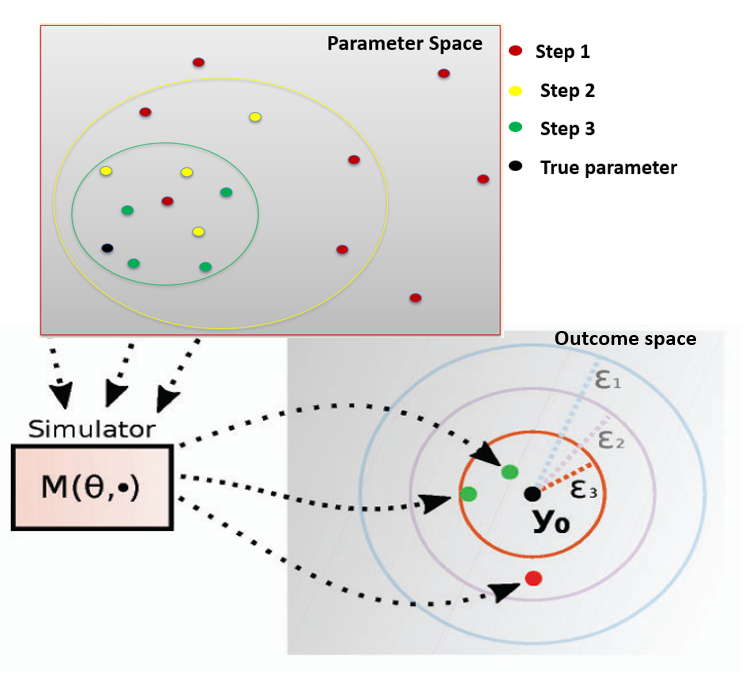 Parameter Space
Step 1
Step 2
Step 3
True parameter
Outcome space
ε₁
ε₂
ε₃
y₀
Simulator
M(θ,•)